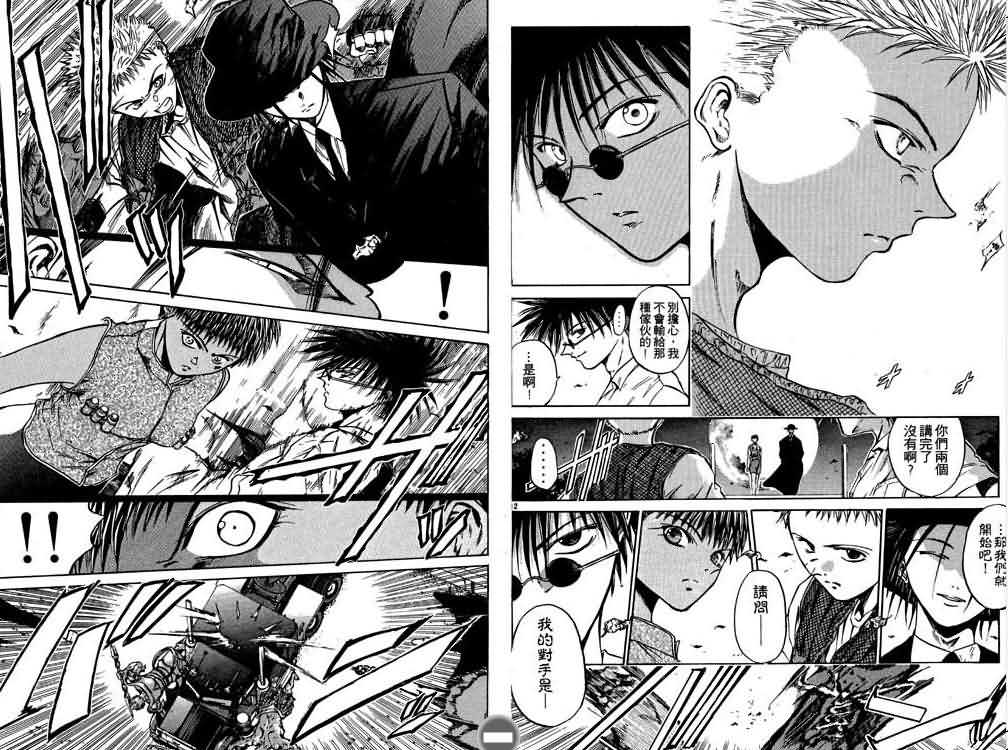 別擔心，我
不會輸給那
種傢伙的！
……
…是啊！
你們兩個
講完了
沒有啊？
……
12
…那我們就
開始吧！
請問──
我的對手是──
！
！！